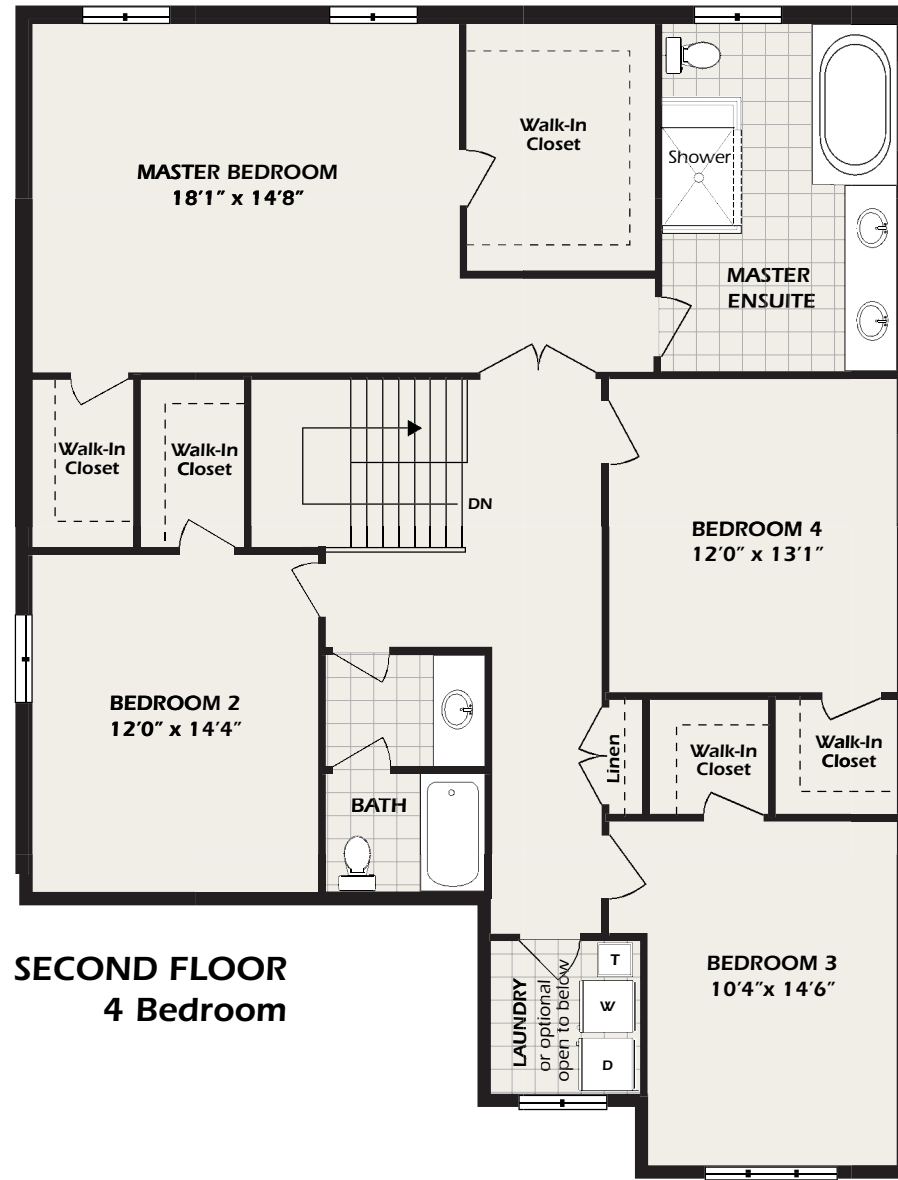 Walk-In
Closet
MASTER BEDROOM
18'1" x 14'8"
Shower
MASTER
ENSUITE
Walk-In
Closet
Walk-In
Closet
DN
BEDROOM 4
12'0" x 13'1"
BEDROOM 2
12'0" x 14'4"
Linen
Walk-In
Closet
Walk-In
Closet
BATH
SECOND FLOOR
4 Bedroom
LAUNDRY
or optional
open to below
T
W
D
BEDROOM 3
10'4"x 14'6"